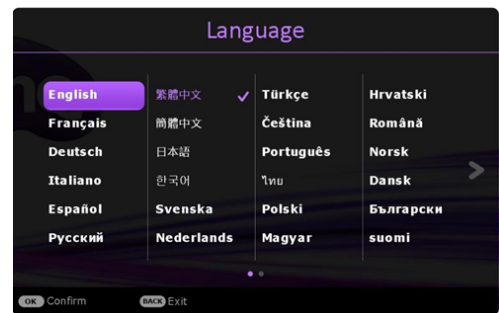 Language
English
Français
Deutsch
Italiano
Español
Русский
繁體中文
簡體中文
日本語
한국어
Svenska
Nederlands
Türkçe
Čeština
Português
ไทย
Polski
Magyar
Hrvatski
Română
Norsk
Dansk
Български
suomi
OK Confirm
BACK Exit